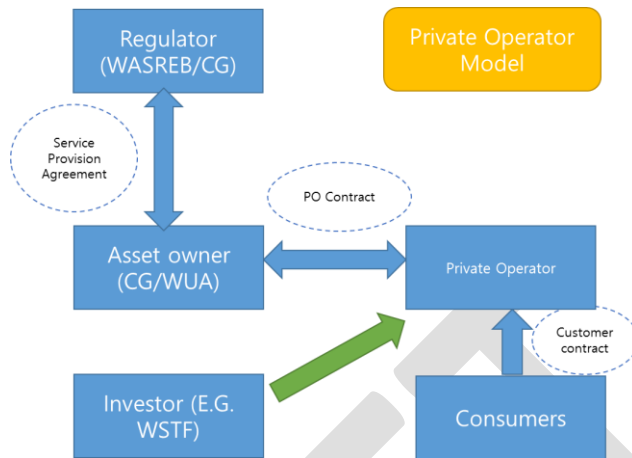 Regulator
(WASREB/CG)
Private Operator
Model
Service
Provision
Agreement
PO Contract
Asset owner
(CG/WUA)
Private Operator
Customer
contract
Investor (E.G.
WSTF)
Consumers